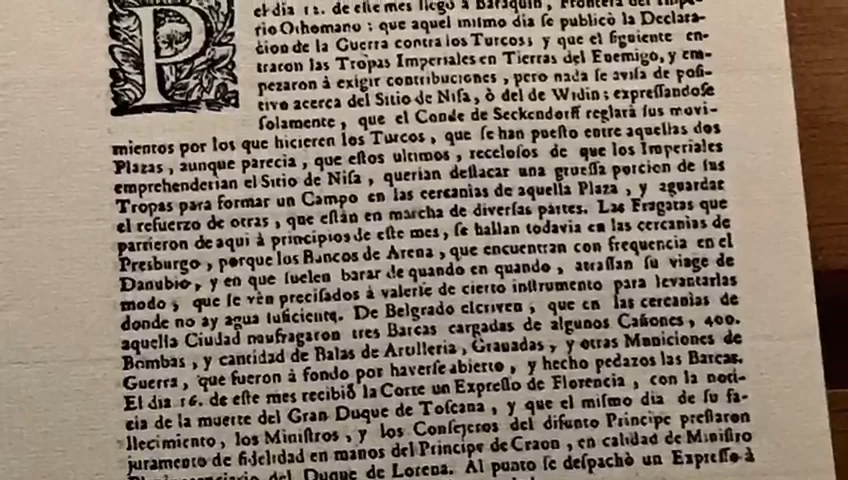 P
el dia 12. de este mes llegò à Baraquin, Frontera del Impe-
rio Othomano; que aquel mismo dia se publicò la Declara-
cion de la Guerra contra los Turcos; y que el siguiente en-
traron las Tropas Imperiales en Tierras del Enemigo, y em-
pezaron à exigir contribuciones, pero nada se avisa de posi-
tivo acerca del Sitio de Nisa, ò del de Widin; expressandose
solamente, que el Conde de Seckendorff reglarà sus movi-
mientos por los que hicieren los Turcos, que se han puesto entre aquellas dos
Plazas, aunque parecia, que estos ultimos, recelosos de que los Imperiales
emprehenderian el Sitio de Nisa, querian destacar una gruessa porcion de sus
Tropas para formar un Campo en las cercanìas de aquella Plaza, y aguardar
el refuerzo de otras, que estàn en marcha de diversas partes. Las Fragatas que
partieron de aqui à principios de este mes, se hallan todavia en las cercanìas de
Presburgo, porque los Bancos de Arena, que encuentran con frequencia en el
Danubio, y en que suelen barar de quando en quando, atrassan su viage de
modo, que se vèn precisados à valerse de cierto instrumento para levantarlas
donde no ay agua suficiente. De Belgrado escriven, que en las cercanìas de
aquella Ciudad naufragaron tres Barcas cargadas de algunos Cañones, 400.
Bombas, y cantidad de Balas de Artilleria, Granadas, y otras Municiones de
Guerra, que fueron à fondo por haverse abierto, y hecho pedazos las Barcas.
El dia 16. de este mes recibiò la Corte un Expresso de Florencia, con la noti-
cia de la muerte del Gran Duque de Toscana, y que el mismo dia de su fa-
llecimiento, los Ministros, y los Consejeros del difunto Principe prestaron
juramento de fidelidad en manos del Principe de Craon, en calidad de Ministro
Plenipotenciario del Duque de Lorena. Al punto se despachò un Expresso à